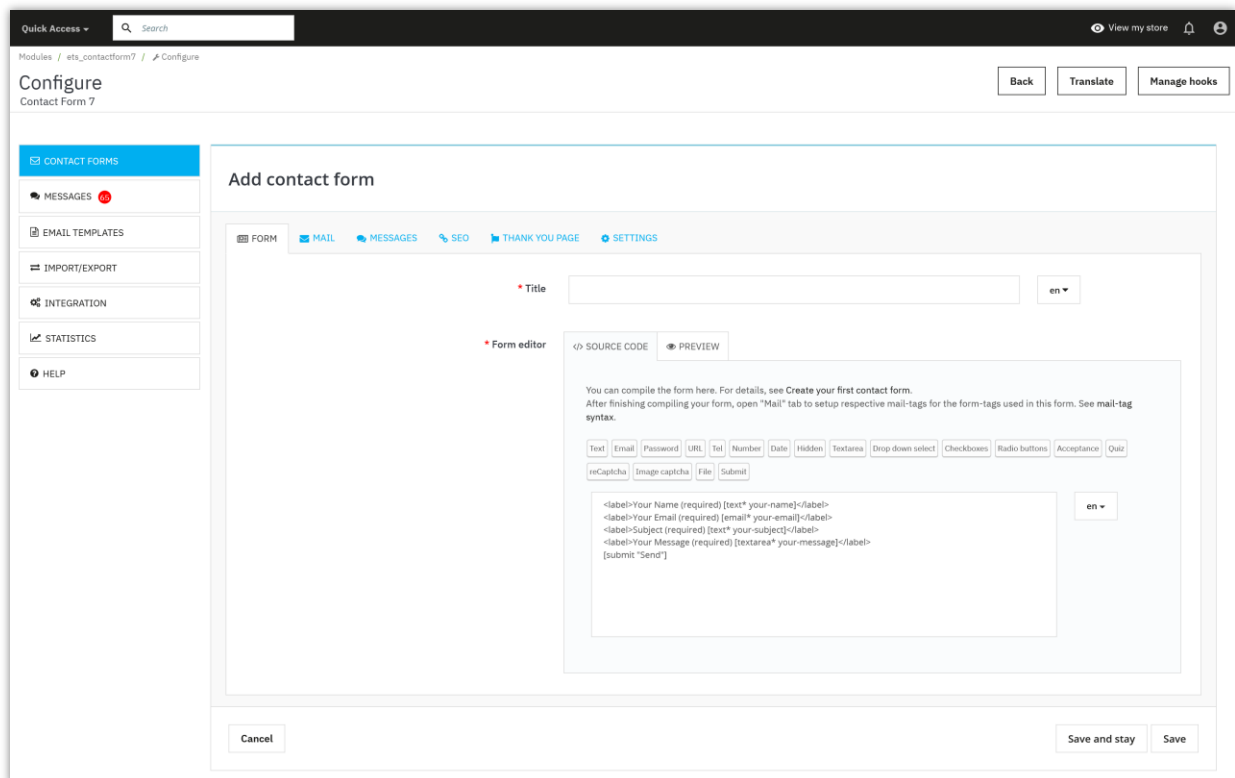 Quick Access
Search
View my store
Modules / ets_contactform7 / Configure
Configure
Contact Form 7
Back
Translate
Manage hooks
CONTACT FORMS
MESSAGES 65
EMAIL TEMPLATES
IMPORT/EXPORT
INTEGRATION
STATISTICS
HELP
Add contact form
FORM MAIL MESSAGES SEO THANK YOU PAGE SETTINGS
* Title
en
* Form editor
</> SOURCE CODE PREVIEW
You can compile the form here. For details, see Create your first contact form.
After finishing compiling your form, open "Mail" tab to setup respective mail-tags for the form-tags used in this form. See mail-tag
syntax.
Text Email Password URL Tel Number Date Hidden Textarea Drop down select Checkboxes Radio buttons Acceptance Quiz
reCaptcha Image captcha File Submit
<label>Your Name (required) [text* your-name]</label>
<label>Your Email (required) [email* your-email]</label>
<label>Subject (required) [text* your-subject]</label>
<label>Your Message (required) [textarea* your-message]</label>
[submit "Send"]
en
Cancel
Save and stay
Save